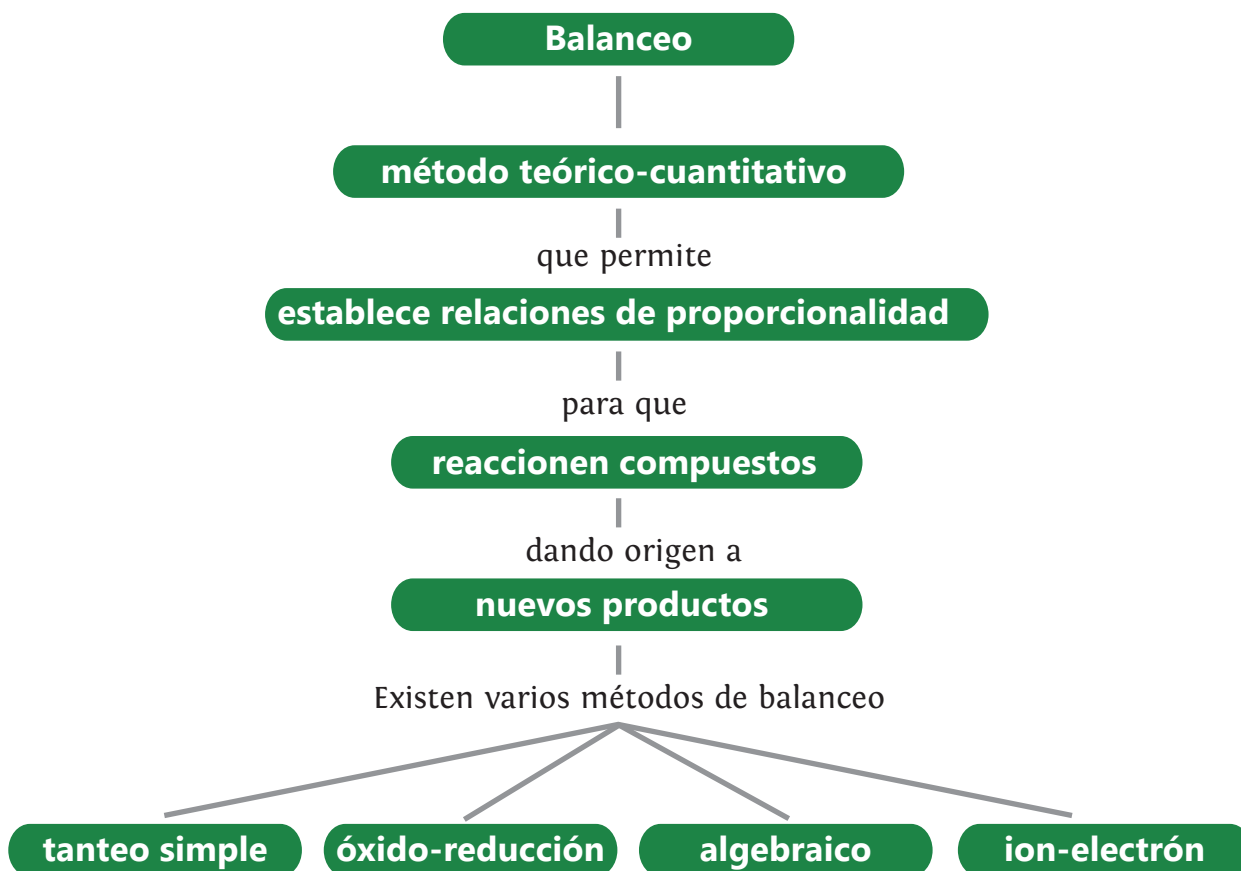 Balanceo
método teórico-cuantitativo
que permite
establece relaciones de proporcionalidad
para que
reaccionen compuestos
dando origen a
nuevos productos
Existen varios métodos de balanceo
tanteo simple
óxido-reducción
algebraico
ion-electrón